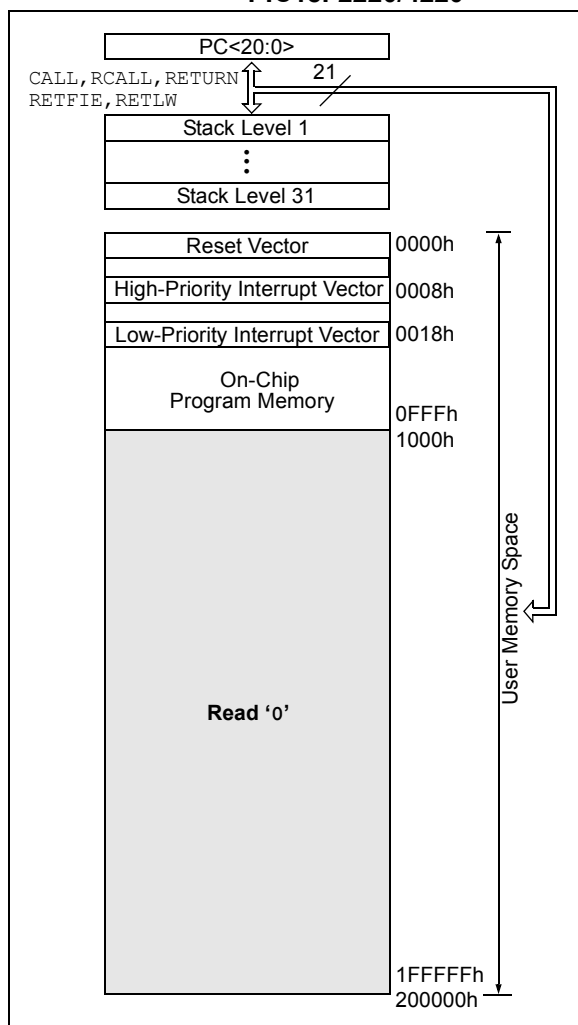 PC<20:0>
CALL,RCALL,RETURN
RETFIE,RETLW
21
Stack Level 1
Stack Level 31
Reset Vector
0000h
High-Priority Interrupt Vector
0008h
Low-Priority Interrupt Vector
0018h
On-Chip
Program Memory
0FFFh
1000h
User Memory Space
Read ‘0’
1FFFFFh
200000h